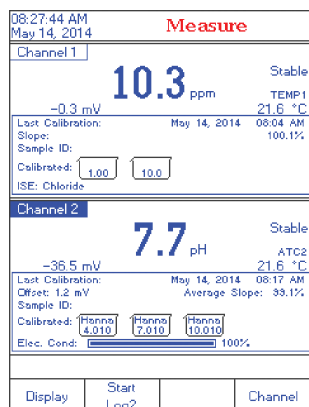 08:27:44 AM
May 14, 2014
Measure
Channel 1
10.3 ppm
Stable
TEMP1
-0.3 mV
21.6 °C
Last Calibration: May 14, 2014 08:04 AM
Slope: 100.1%
Sample ID:
Calibrated: 1.00 10.0
ISE: Chloride
Channel 2
7.7 pH
Stable
ATC2
-36.5 mV
21.6 °C
Last Calibration: May 14, 2014 08:17 AM
Offset: 1.2 mV Average Slope: 99.1%
Sample ID:
Calibrated: Hanna 4.010 Hanna 7.010 Hanna 10.010
Elec. Cond: 100%
Display
Start
Log2
Channel